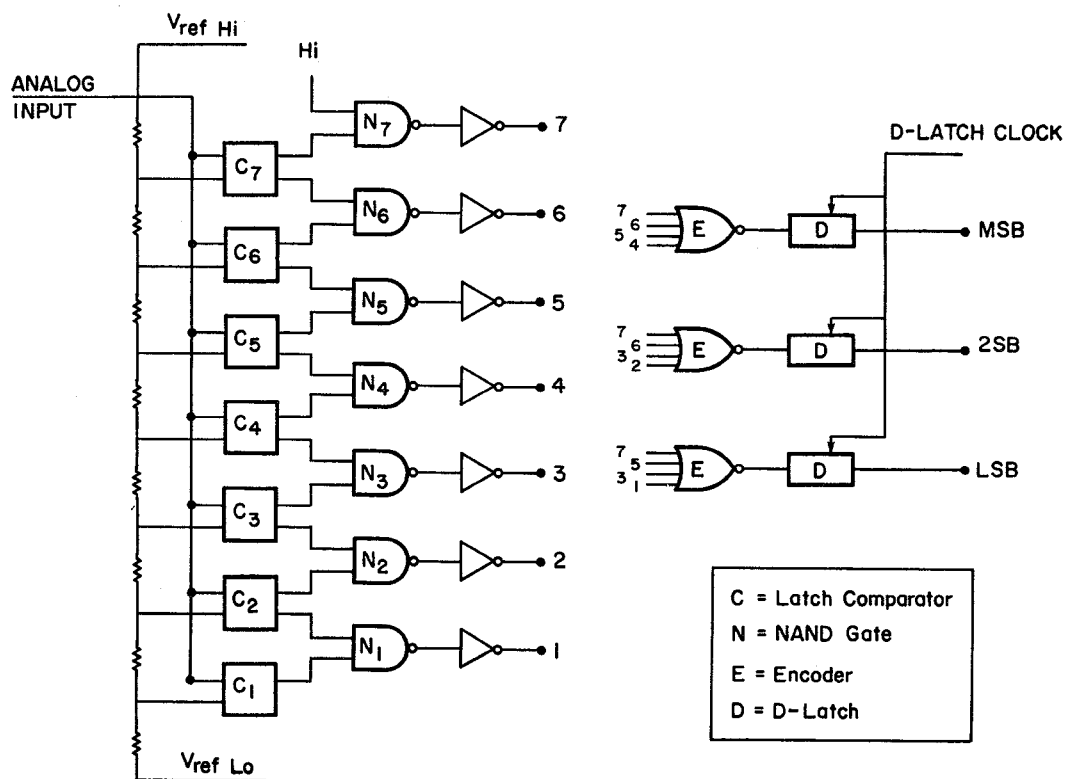 Vref Hi
Hi
ANALOG
INPUT
N7
7
C7
N6
6
C6
N5
5
C5
N4
4
C4
N3
3
C3
N2
2
C2
N1
1
C1
Vref Lo
D-LATCH CLOCK
7
6
5
4
E
D
MSB
7
6
3
2
E
D
2SB
7
5
3
1
E
D
LSB
C = Latch Comparator
N = NAND Gate
E = Encoder
D = D-Latch